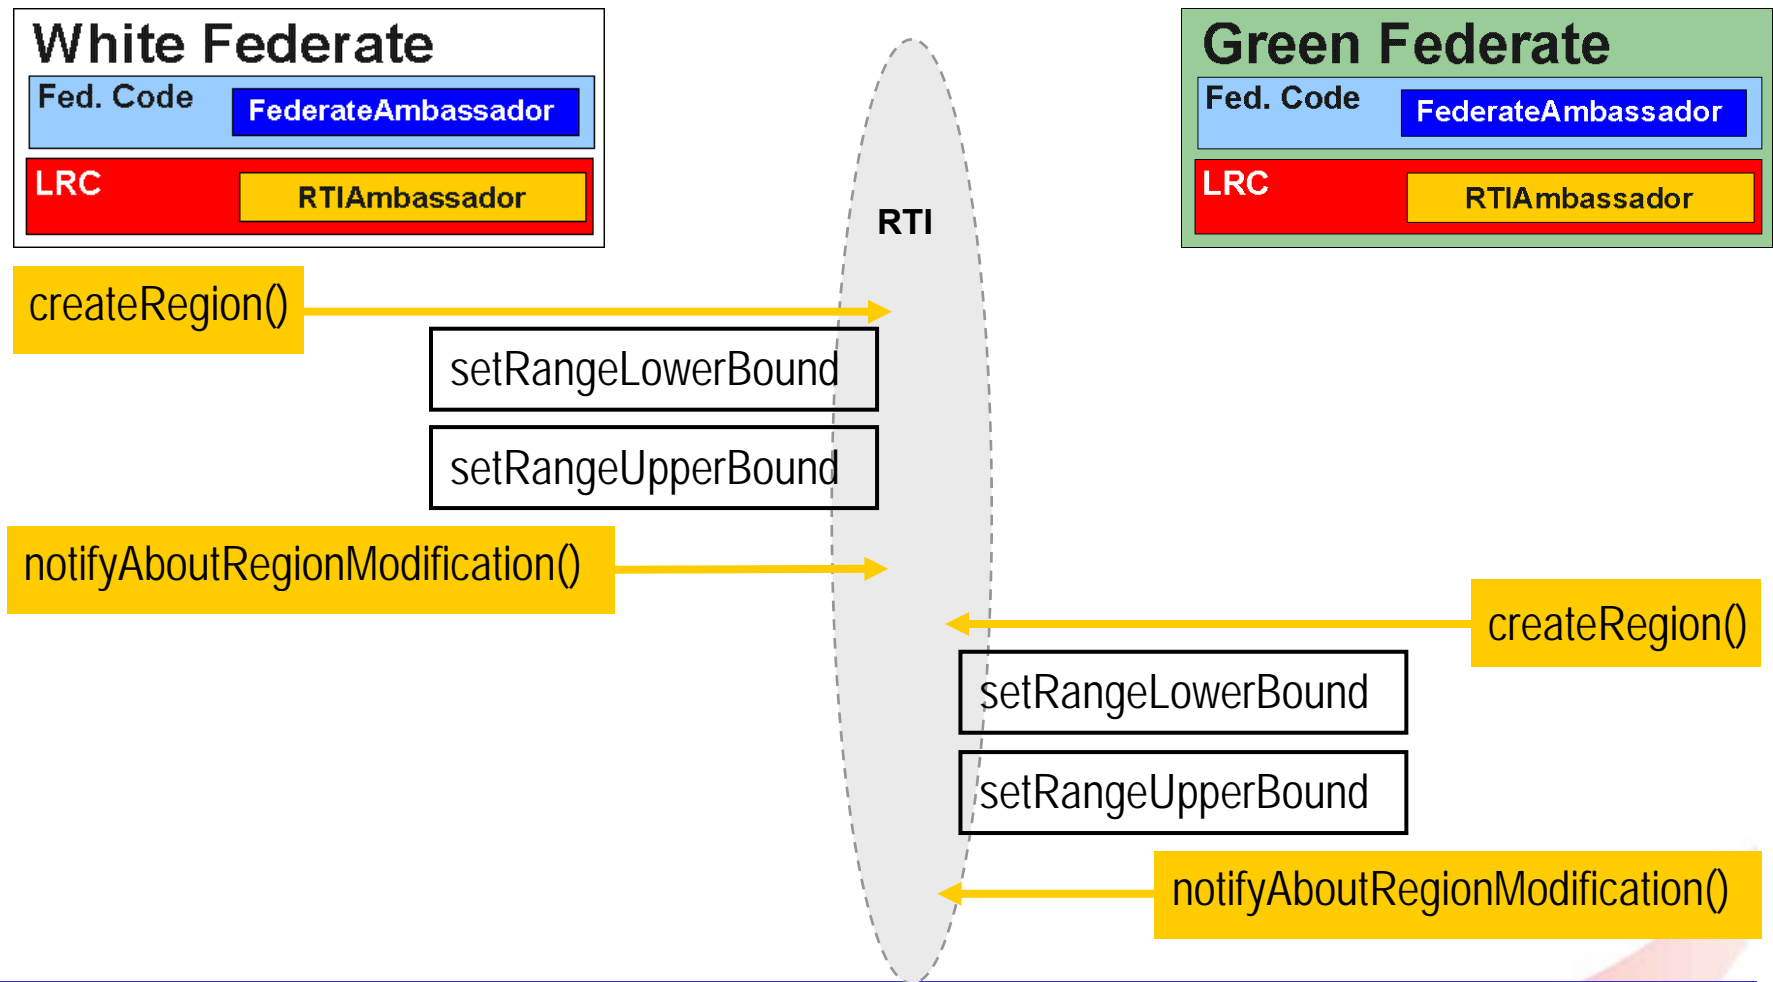 White Federate
Fed. Code
FederateAmbassador
LRC
RTIAmbassador
Green Federate
Fed. Code
FederateAmbassador
LRC
RTIAmbassador
RTI
createRegion()
setRangeLowerBound
setRangeUpperBound
notifyAboutRegionModification()
createRegion()
setRangeLowerBound
setRangeUpperBound
notifyAboutRegionModification()